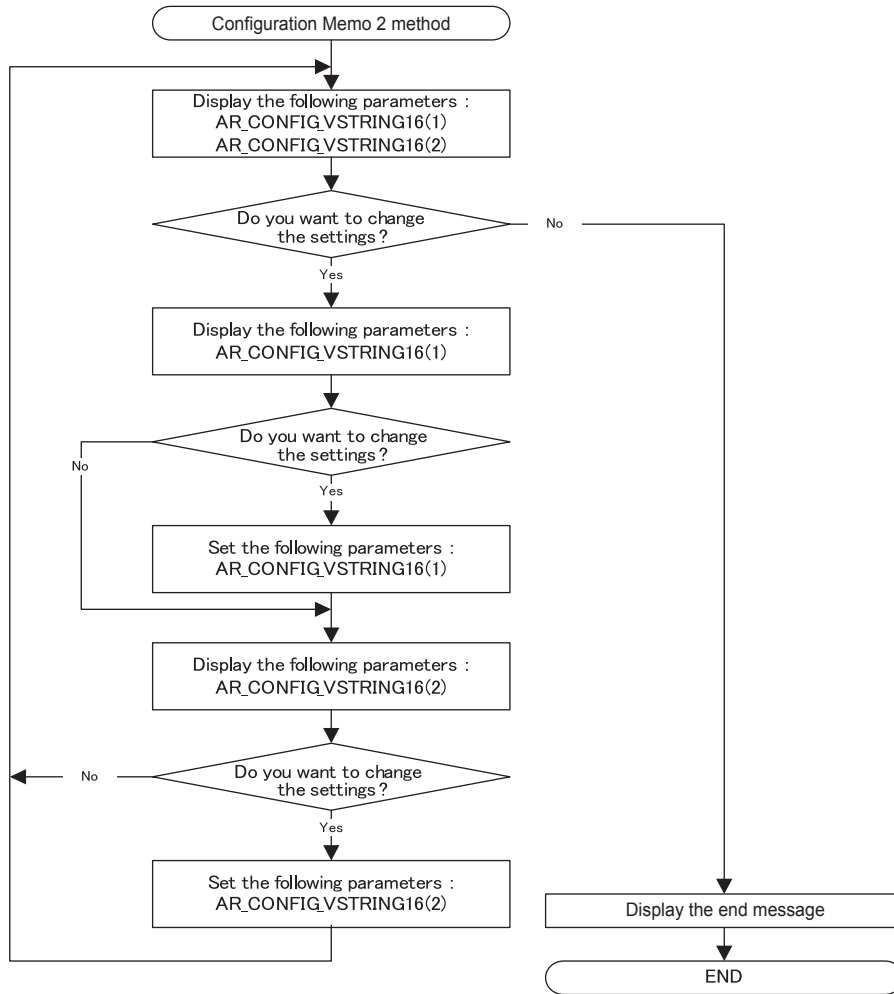 Configuration Memo 2 method
Display the following parameters :
AR_CONFIG_VSTRING16(1)
AR_CONFIG_VSTRING16(2)
Do you want to change
the settings?
No
Yes
Display the following parameters :
AR_CONFIG_VSTRING16(1)
Do you want to change
the settings?
No
Yes
Set the following parameters :
AR_CONFIG_VSTRING16(1)
Display the following parameters :
AR_CONFIG_VSTRING16(2)
Do you want to change
the settings?
No
Yes
Set the following parameters :
AR_CONFIG_VSTRING16(2)
Display the end message
END